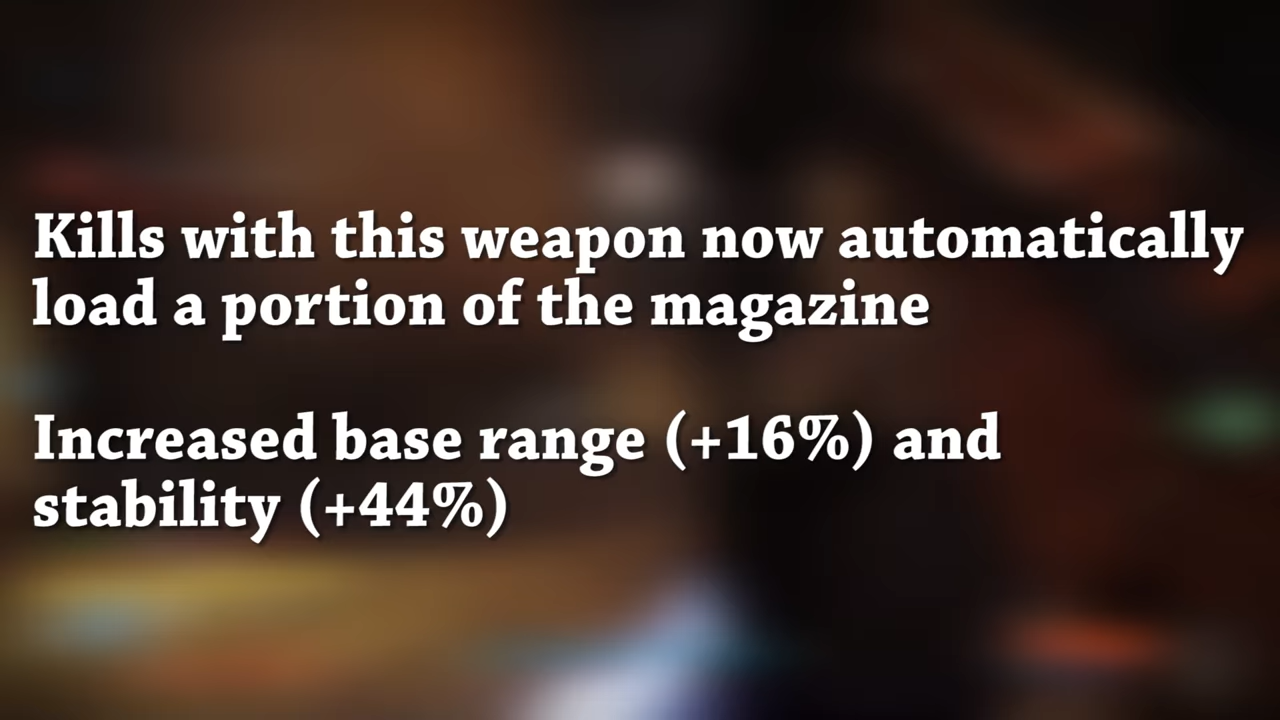 Kills with this weapon now automatically
load a portion of the magazine
Increased base range (+16%) and
stability (+44%)